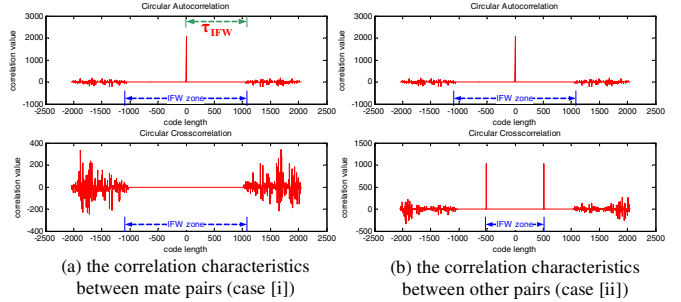 Circular Autocorrelation
3000
2000
1000
0
-1000
correlation value
τIFW
IFW zone
-2500 -2000 -1500 -1000 -500 0 500 1000 1500 2000 2500
code length
Circular Crosscorrelation
400
200
0
-200
-400
correlation value
IFW zone
-2500 -2000 -1500 -1000 -500 0 500 1000 1500 2000 2500
code length
(a) the correlation characteristics
between mate pairs (case [i])
Circular Autocorrelation
3000
2000
1000
0
-1000
correlation value
IFW zone
-2500 -2000 -1500 -1000 -500 0 500 1000 1500 2000 2500
code length
Circular Crosscorrelation
1500
1000
500
0
-500
correlation value
IFW zone
-2500 -2000 -1500 -1000 -500 0 500 1000 1500 2000 2500
code length
(b) the correlation characteristics
between other pairs (case [ii])